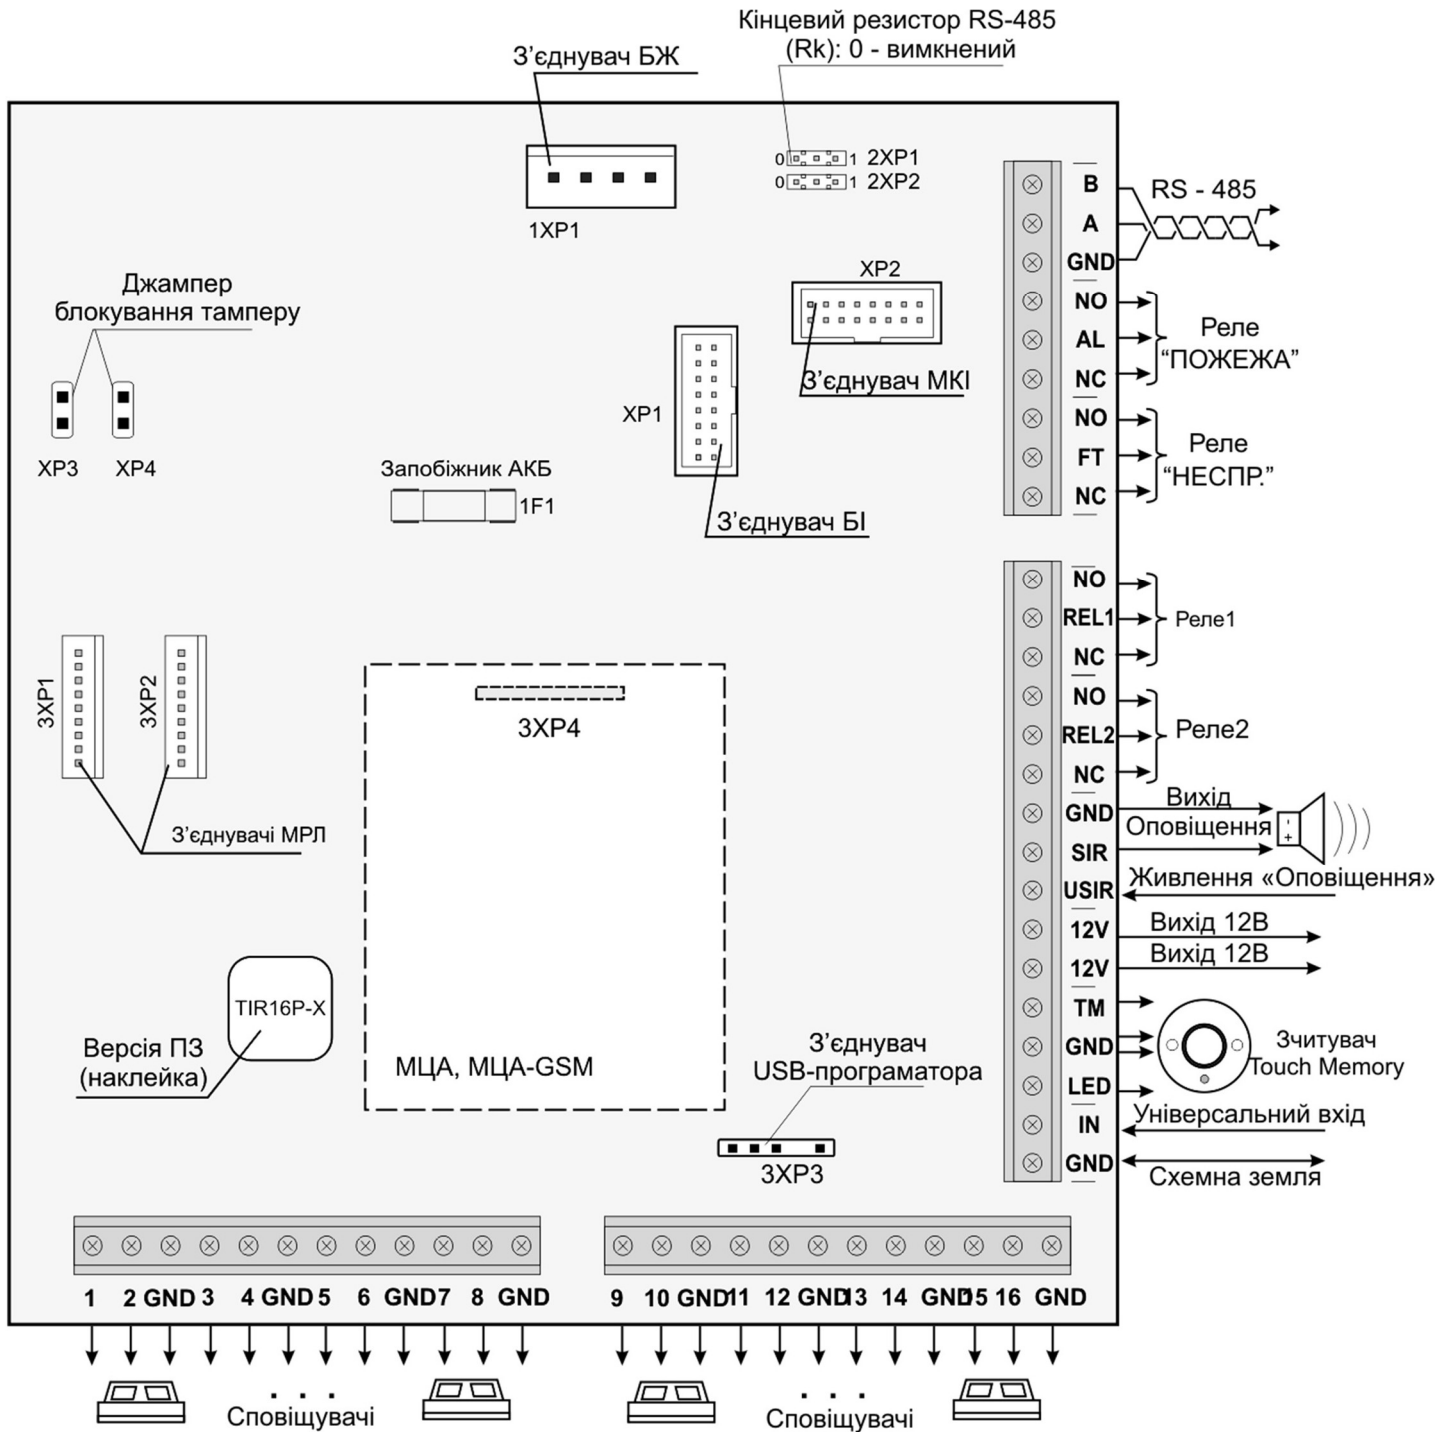 Кінцевий резистор RS-485
(Rk): 0 - вимкнений
З’єднувач БЖ
0 1 2XP1
0 1 2XP2
1XP1
B
A
GND
NO
AL
NC
NO
FT
NC
RS - 485
Реле
“ПОЖЕЖА”
Реле
“НЕСПР.”
XP2
З’єднувач МКІ
Джампер
блокування тамперу
XP3
XP4
XP1
З’єднувач БІ
Запобіжник АКБ
1F1
NO
REL1
NC
NO
REL2
NC
GND
SIR
USIR
12V
12V
TM
GND
LED
IN
GND
Реле1
Реле2
Вихід
Оповіщення
-
+
Живлення «Оповіщення»
Вихід 12В
Вихід 12В
Зчитувач
Touch Memory
Універсальний вхід
Схемна земля
3XP1
3XP2
З’єднувачі МРЛ
3XP4
TIR16P-X
Версія ПЗ
(наклейка)
МЦА, МЦА-GSM
З’єднувач
USB-програматора
3XP3
1 2 GND 3 4 GND 5 6 GND 7 8 GND
9 10 GND 11 12 GND 13 14 GND 15 16 GND
. . .
Сповіщувачі
. . .
Сповіщувачі